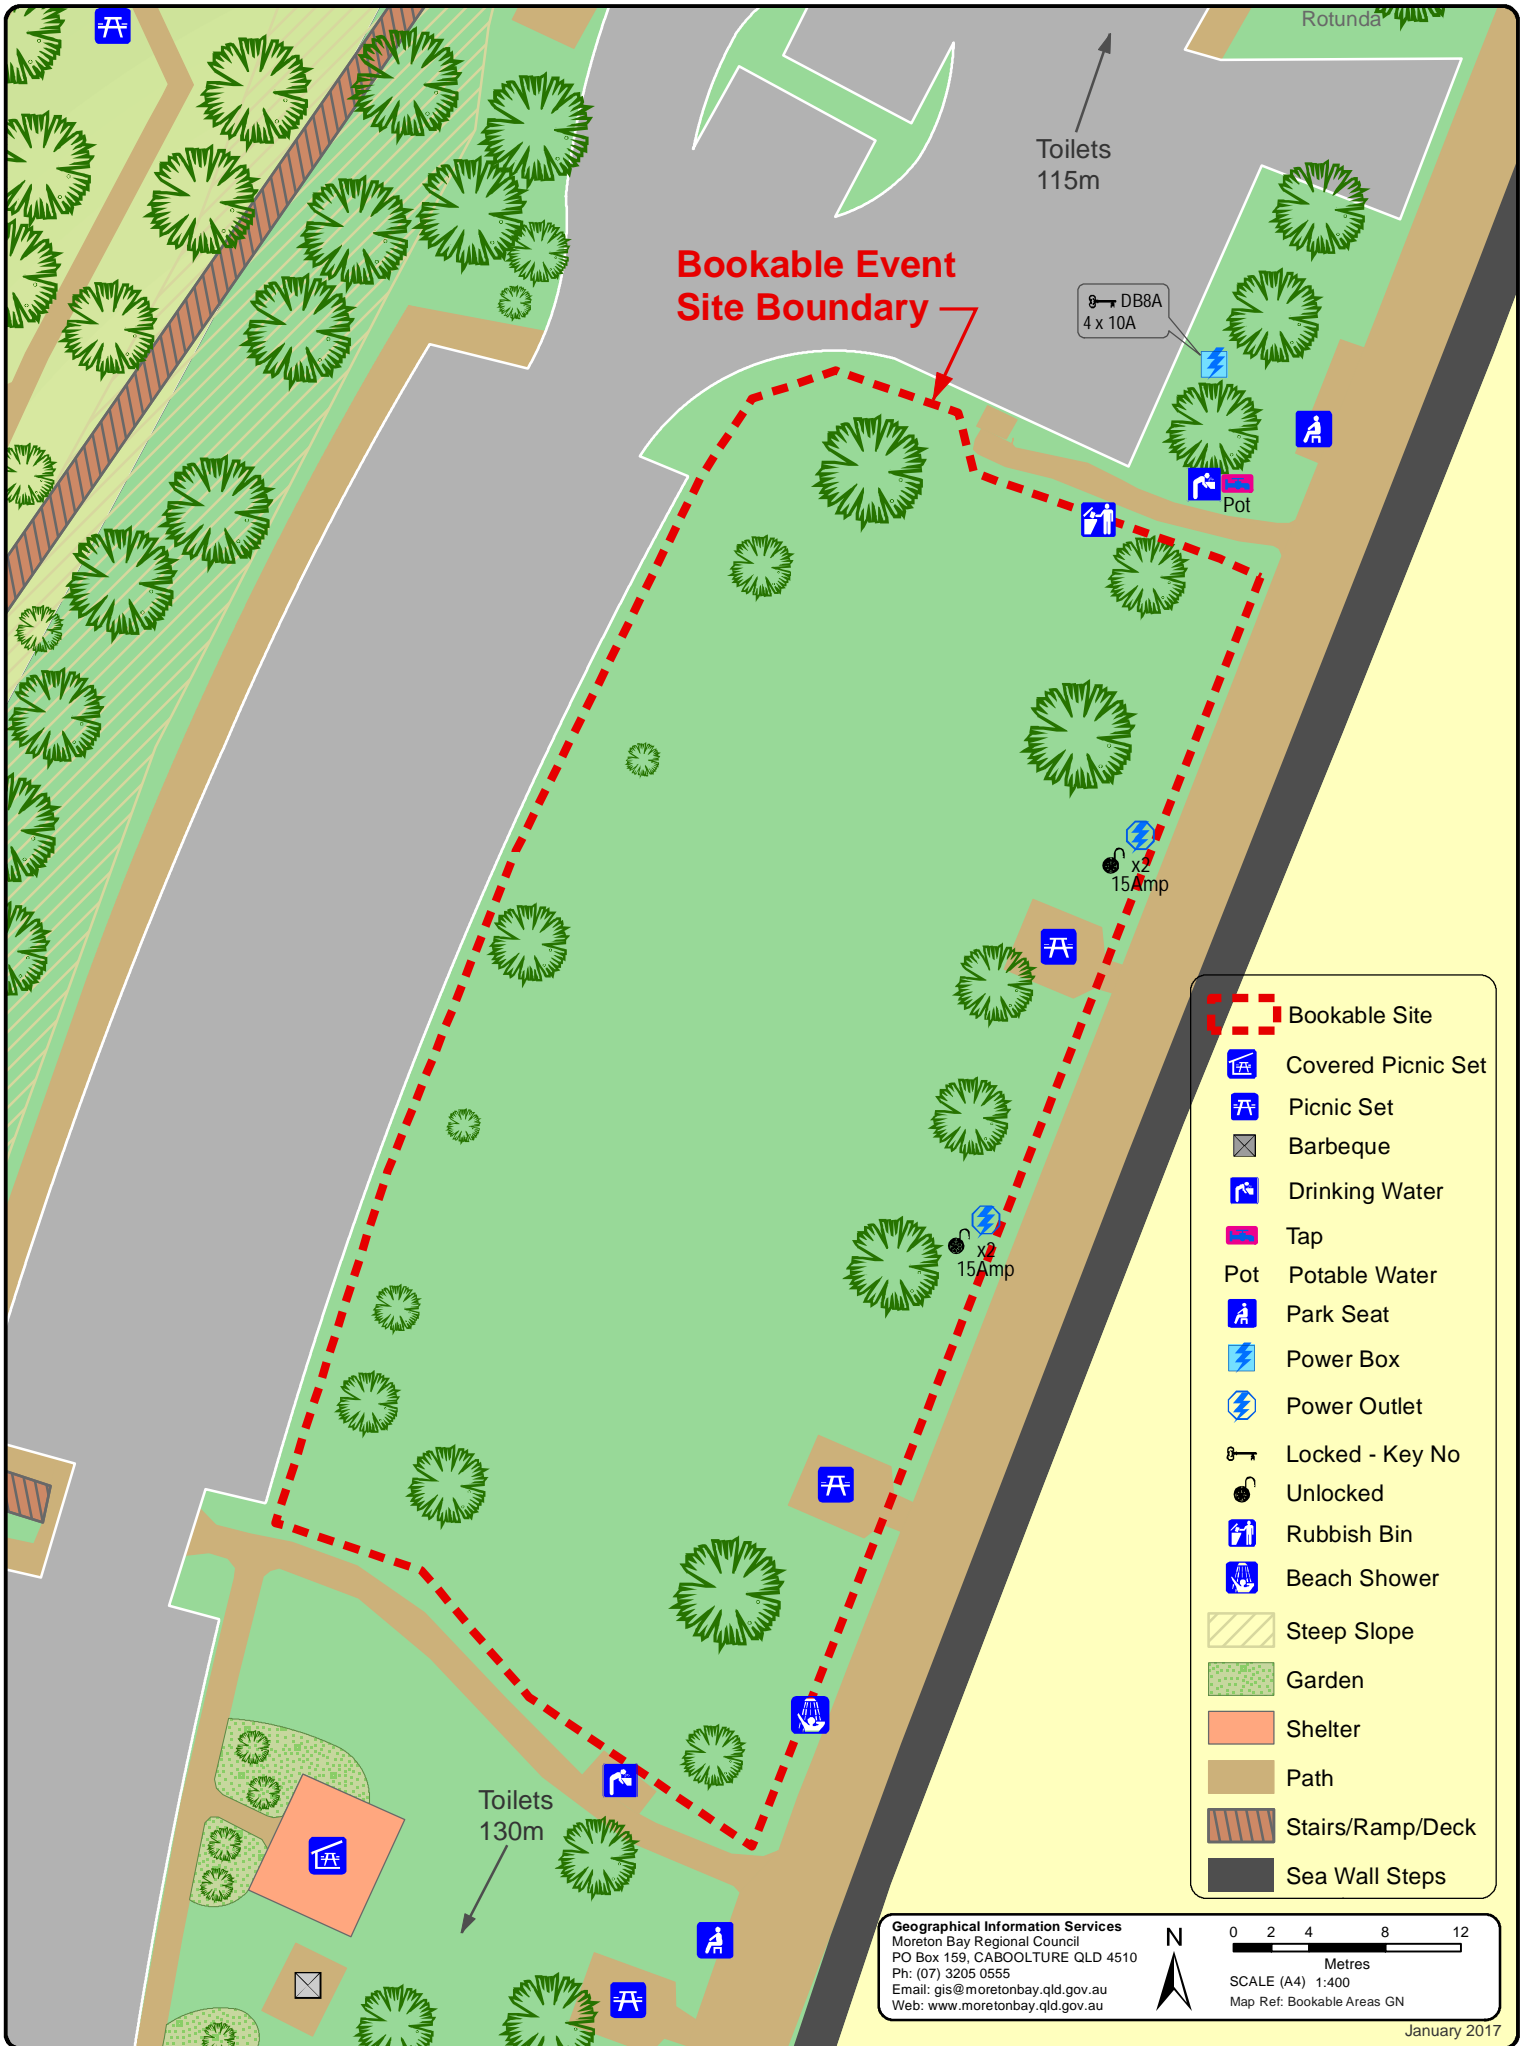 Rotunda
Toilets
115m
Bookable Event
Site Boundary
DB8A
4 x 10A
Pot
x2
15Amp
x2
15Amp
Bookable Site
Covered Picnic Set
Picnic Set
Barbeque
Drinking Water
Tap
Pot Potable Water
Park Seat
Power Box
Power Outlet
Locked - Key No
Unlocked
Rubbish Bin
Beach Shower
Steep Slope
Garden
Shelter
Path
Stairs/Ramp/Deck
Sea Wall Steps
Toilets
130m
Geographical Information Services
Moreton Bay Regional Council
PO Box 159, CABOOLTURE QLD 4510
Ph: (07) 3205 0555
Email: gis@moretonbay.qld.gov.au
Web: www.moretonbay.qld.gov.au
N
0 2 4 8 12
Metres
SCALE (A4) 1:400
Map Ref: Bookable Areas GN
January 2017